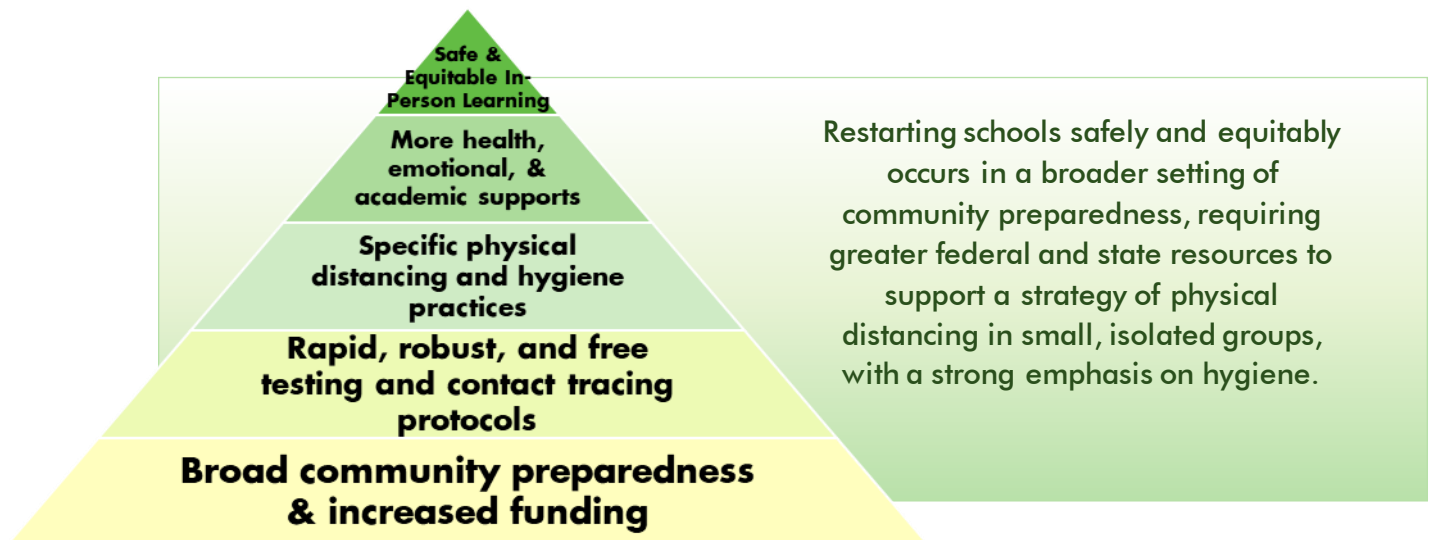 Safe &
Equitable In-
Person Learning
More health,
emotional, &
academic supports
Specific physical
distancing and hygiene
practices
Rapid, robust, and free
testing and contact tracing
protocols
Broad community preparedness
& increased funding
Restarting schools safely and equitably
occurs in a broader setting of
community preparedness, requiring
greater federal and state resources to
support a strategy of physical
distancing in small, isolated groups,
with a strong emphasis on hygiene.